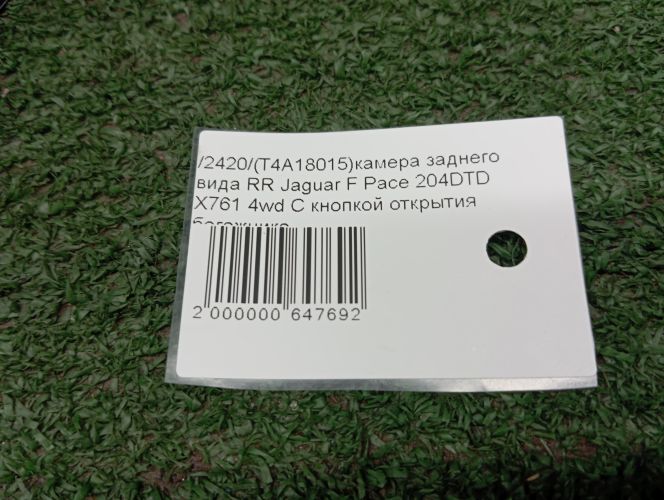 /2420/(T4A18015)камера заднего
вида RR Jaguar F Pace 204DTD
X761 4wd С кнопкой открытия
2 000000 647692